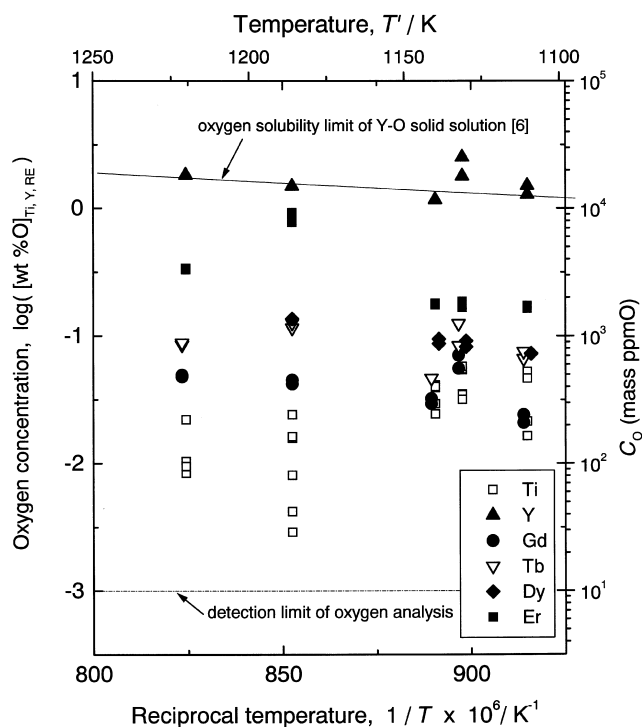 Temperature, T' / K
1250 1200 1150 1100
1 10^5
oxygen solubility limit of Y-O solid solution [6]
0 10^4
Oxygen concentration, log( [wt %O]Ti, Y, RE)
-1 10^3
C_O (mass ppmO)
-2 10^2
Ti
Y
Gd
Tb
Dy
Er
-3 10^1
detection limit of oxygen analysis
800 850 900
Reciprocal temperature, 1 / T x 10^6/ K^-1